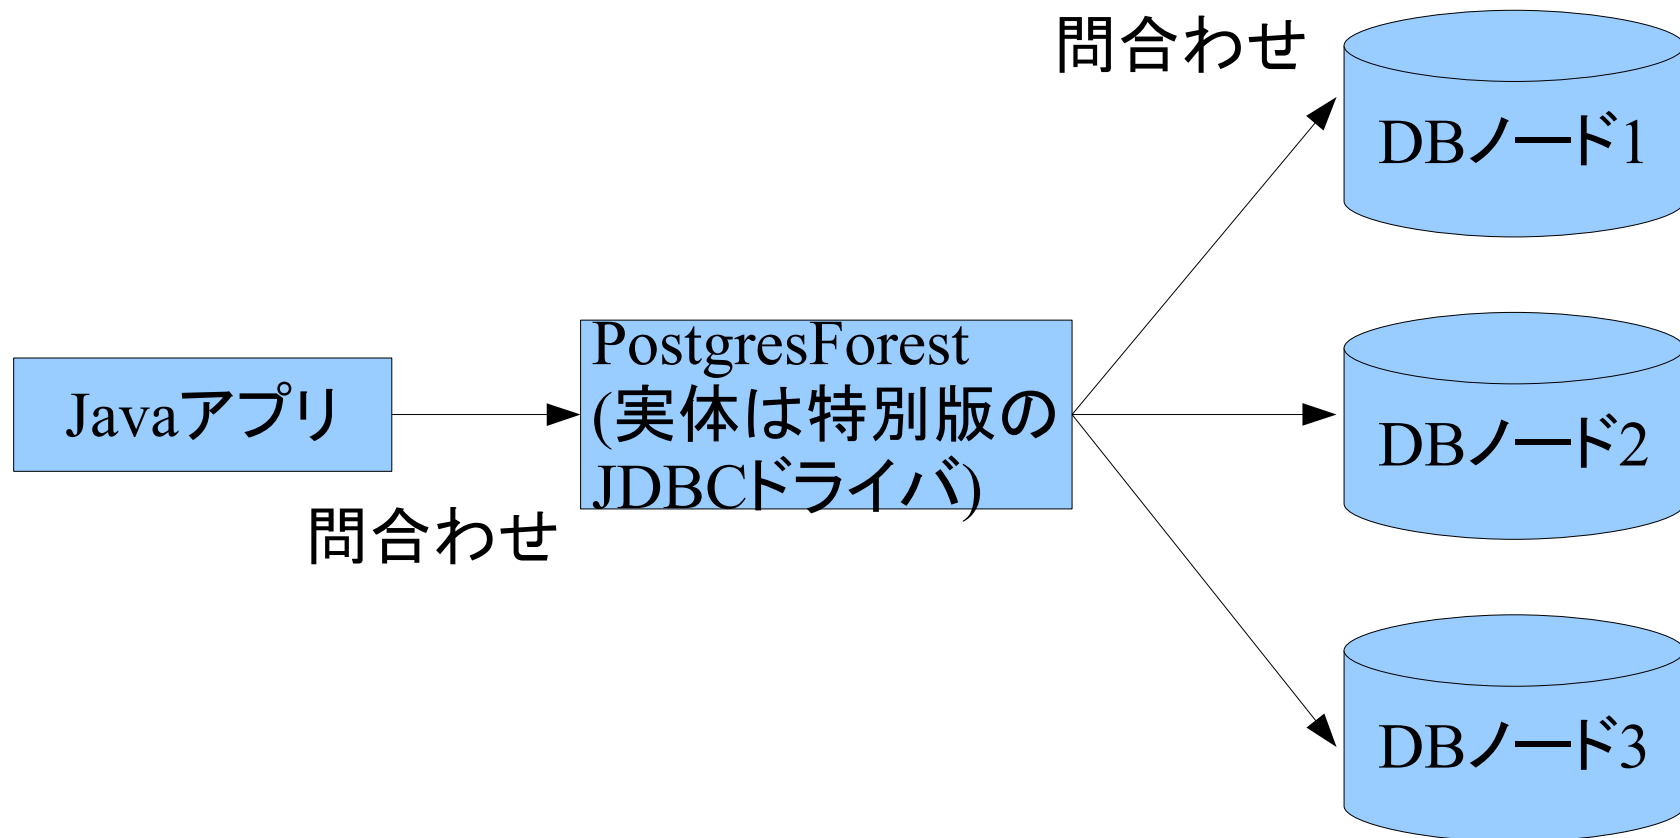 問合わせ
DBノード1
PostgresForest
(実体は特別版の
JDBCドライバ)
Javaアプリ
問合わせ
DBノード2
DBノード3